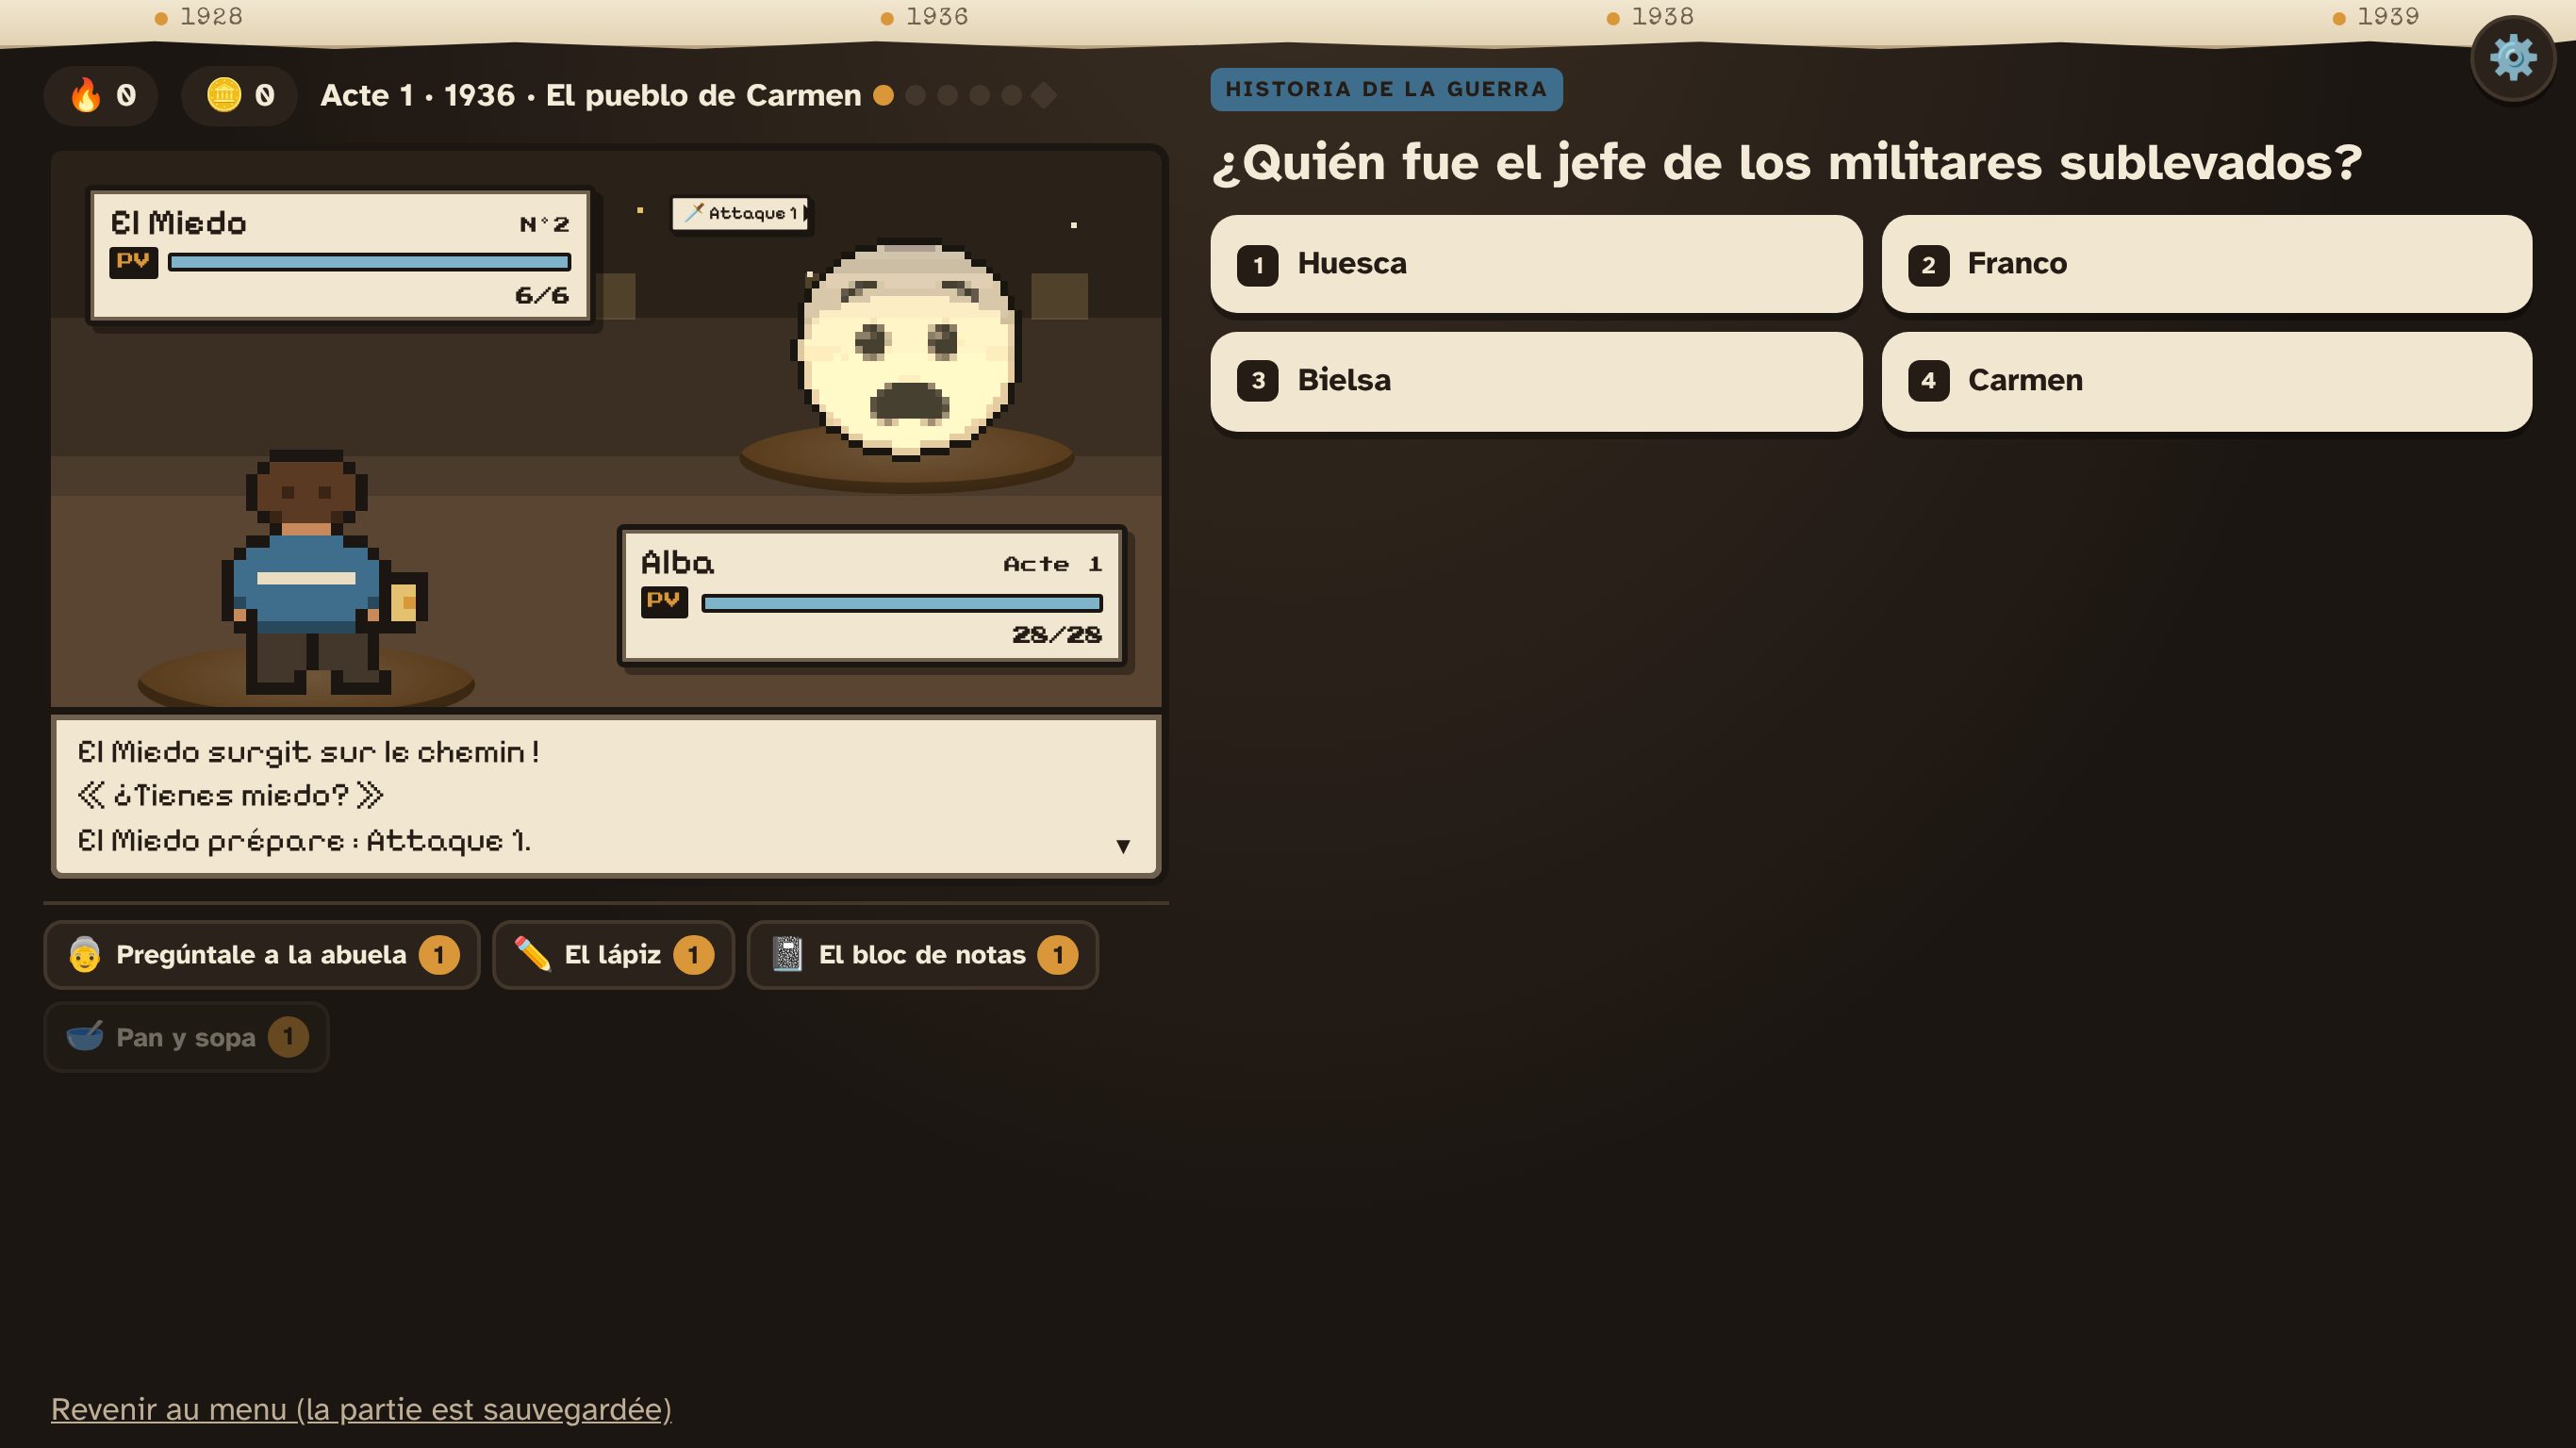 1928 1936 1938 1939
0 0 Acte 1 · 1936 · El pueblo de Carmen
El Miedo N°2
PV
6/6
Attaque 1
Alba Acte 1
PV
28/28
El Miedo surgit sur le chemin !
« ¿Tienes miedo? »
El Miedo prépare : Attaque 1.
Pregúntale a la abuela 1
El lápiz 1
El bloc de notas 1
Pan y sopa 1
Revenir au menu (la partie est sauvegardée)
HISTORIA DE LA GUERRA
¿Quién fue el jefe de los militares sublevados?
1 Huesca
2 Franco
3 Bielsa
4 Carmen